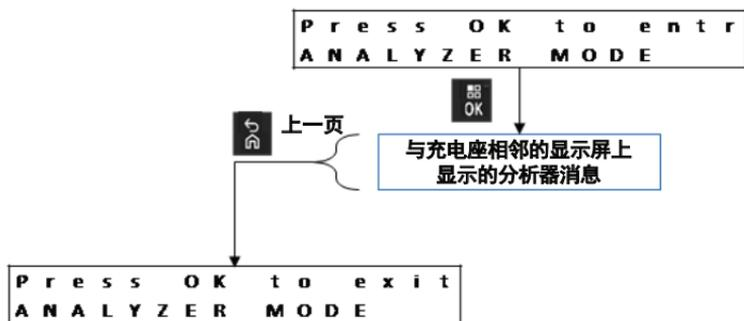 Press OK to entr
ANALYZER MODE
OK
上一页
与充电座相邻的显示屏上
显示的分析器消息
Press OK to exit
ANALYZER MODE